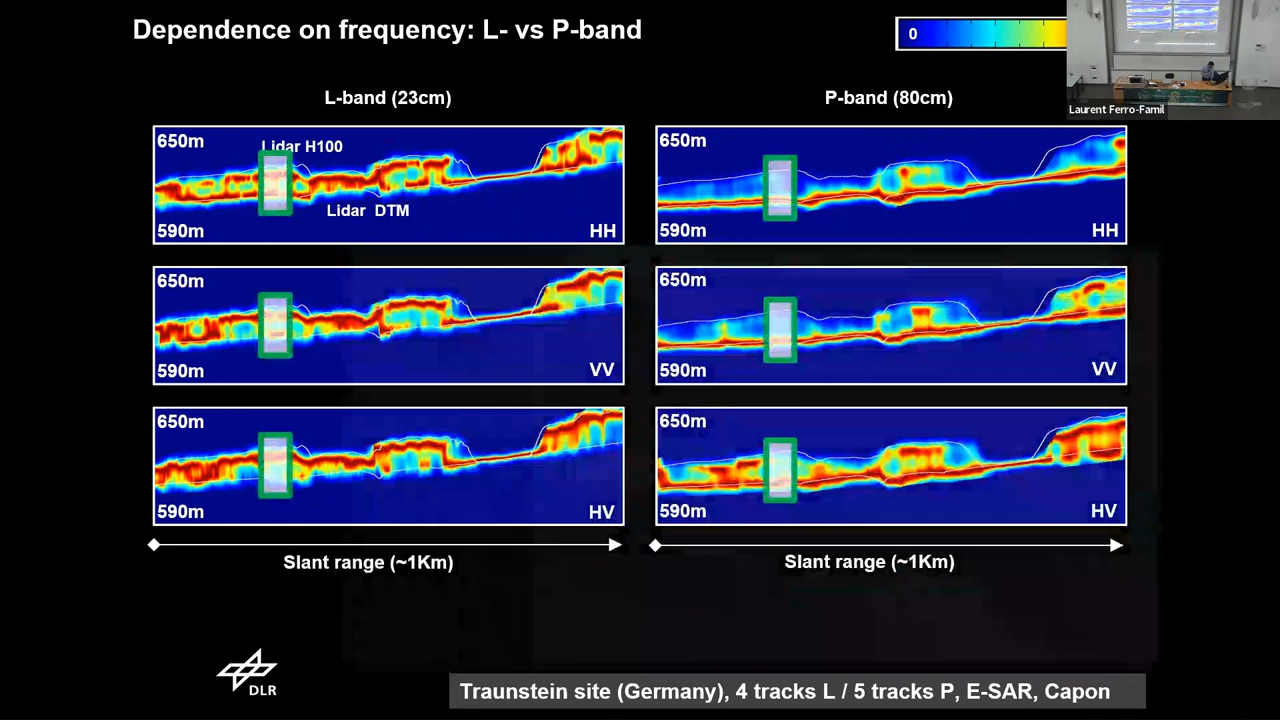 Dependence on frequency: L- vs P-band
0
Laurent Ferro-Famil
L-band (23cm)
P-band (80cm)
650m
Lidar H100
Lidar DTM
590m
HH
650m
590m
HH
650m
590m
VV
650m
590m
VV
650m
590m
HV
650m
590m
HV
Slant range (~1Km)
Slant range (~1Km)
DLR
Traunstein site (Germany), 4 tracks L / 5 tracks P, E-SAR, Capon